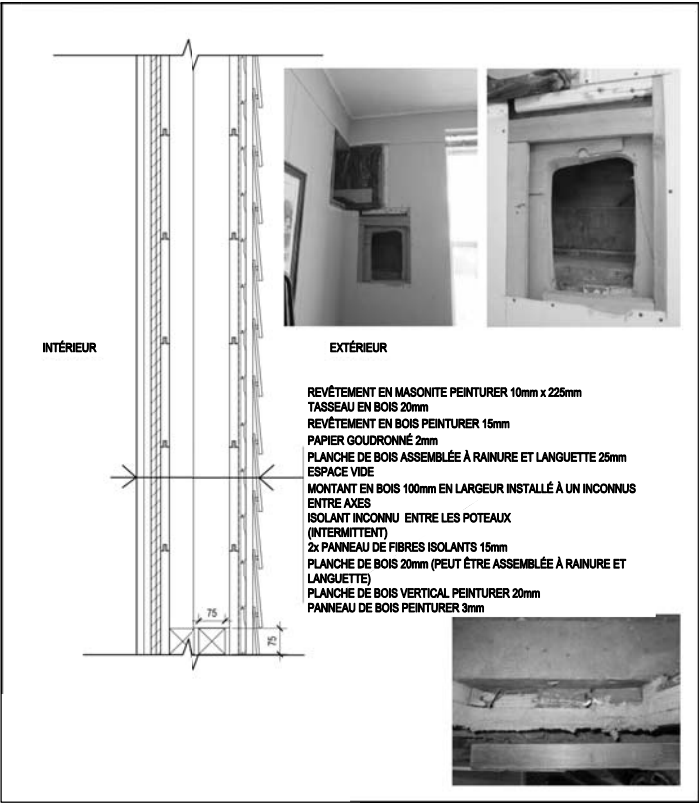 INTÉRIEUR
EXTÉRIEUR
REVÊTEMENT EN MASONITE PEINTURER 10mm x 225mm
TASSEAU EN BOIS 20mm
REVÊTEMENT EN BOIS PEINTURER 15mm
PAPIER GOUDRONNÉ 2mm
PLANCHE DE BOIS ASSEMBLÉE À RAINURE ET LANGUETTE 25mm
ESPACE VIDE
MONTANT EN BOIS 100mm EN LARGEUR INSTALLÉ À UN INCONNUS
ENTRE AXES
ISOLANT INCONNU ENTRE LES POTEAUX
(INTERMITTENT)
2x PANNEAU DE FIBRES ISOLANTS 15mm
PLANCHE DE BOIS 20mm (PEUT ÊTRE ASSEMBLÉE À RAINURE ET
LANGUETTE)
PLANCHE DE BOIS VERTICAL PEINTURER 20mm
PANNEAU DE BOIS PEINTURER 3mm
75
75